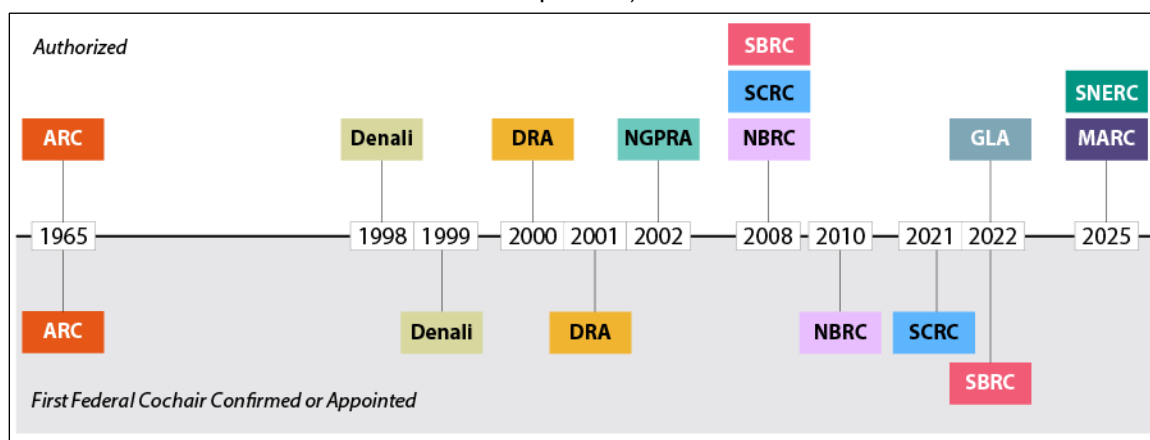 Authorized
SBRC
SCRC SNERC
ARC Denali DRA NGPRA NBRC GLA MARC
1965 1998 1999 2000 2001 2002 2008 2010 2021 2022 2025
ARC Denali DRA NBRC SCRC
SBRC
First Federal Cochair Confirmed or Appointed